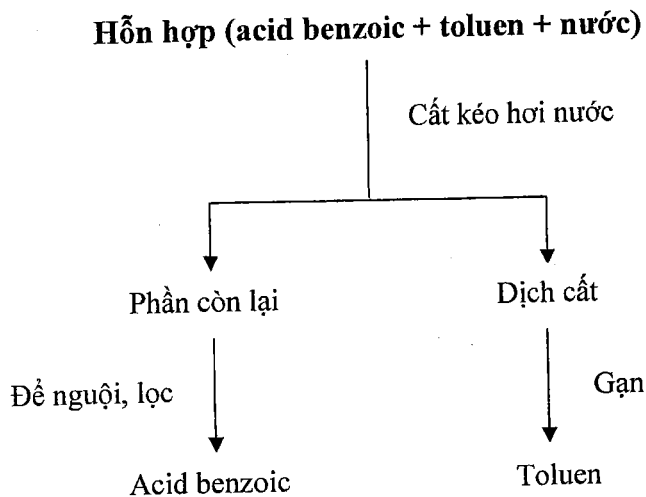 Hỗn hợp (acid benzoic + toluen + nước)
Cất kéo hơi nước
Phần còn lại
Dịch cất
Để nguội, lọc
Gạn
Acid benzoic
Toluen